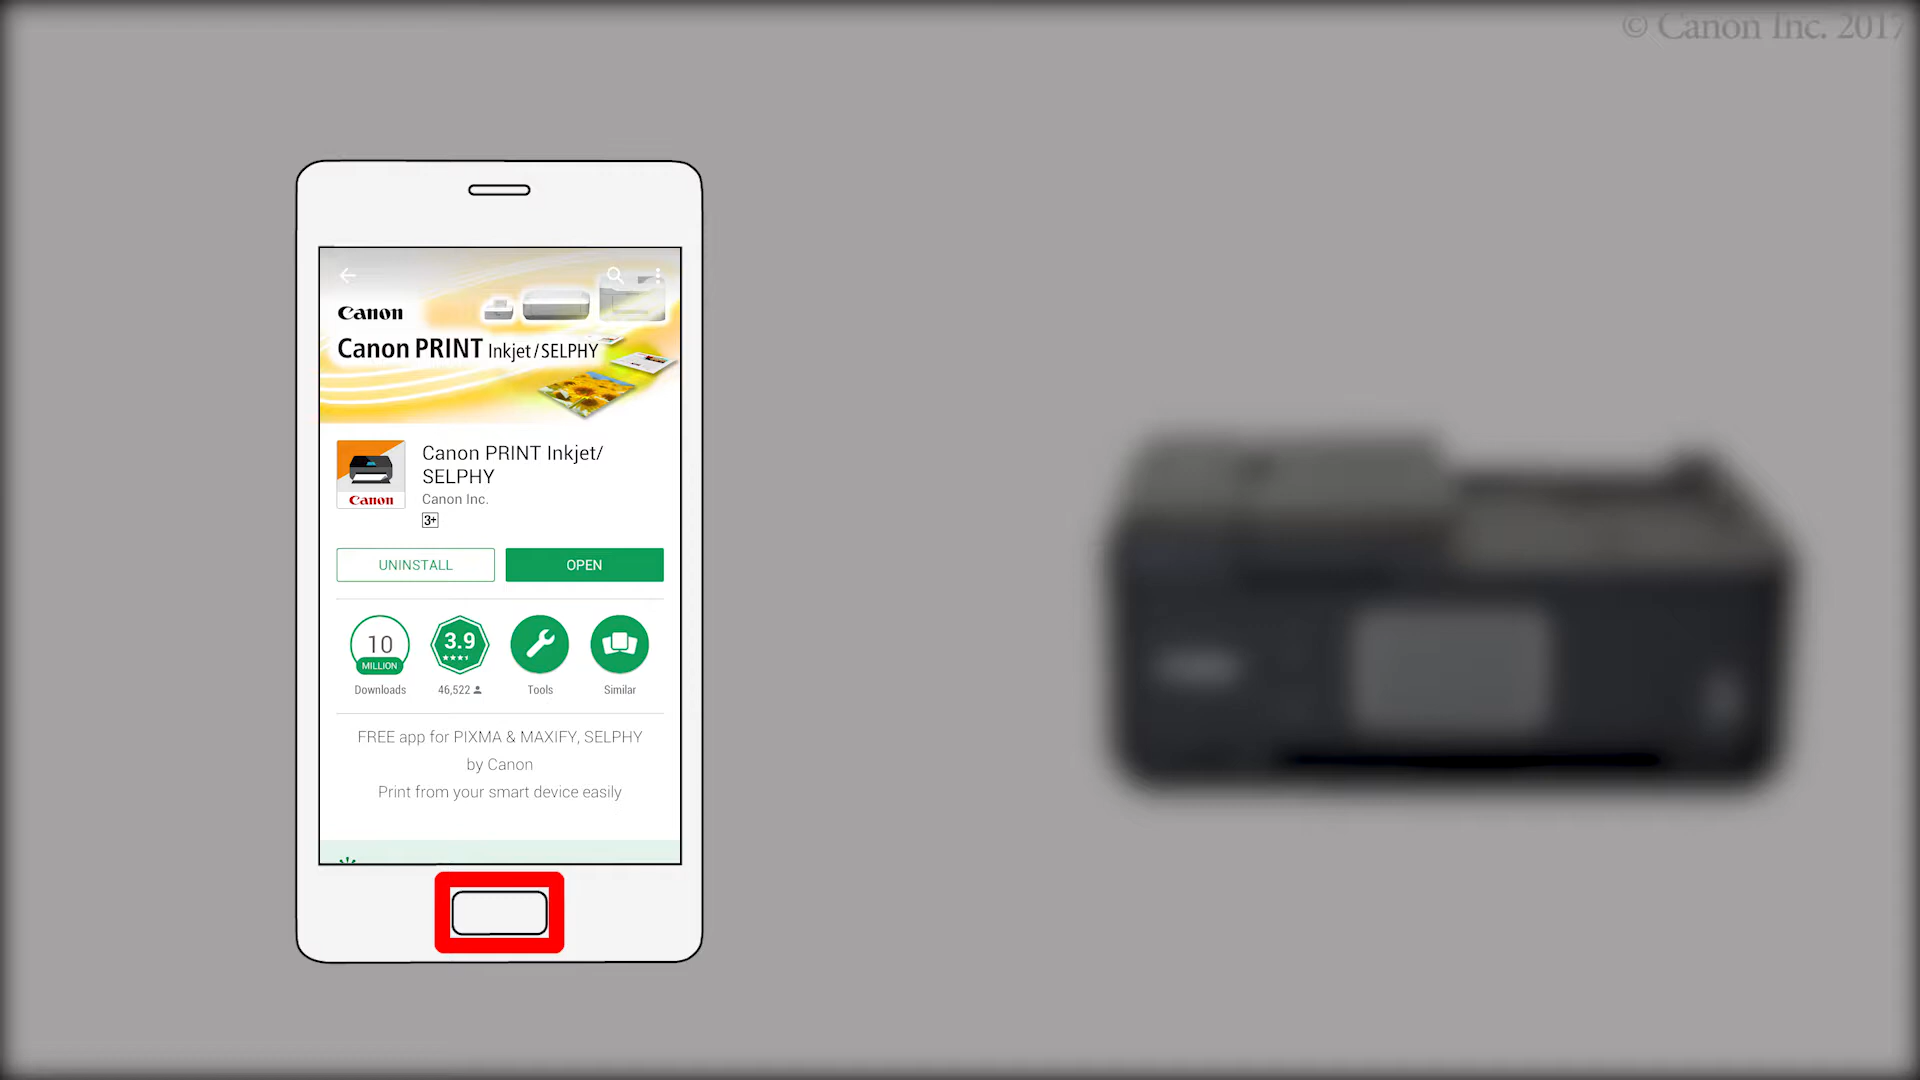 © Canon Inc. 2017
Canon
Canon PRINT Inkjet/SELPHY
Canon PRINT Inkjet/
SELPHY
Canon Inc.
3+
Canon
UNINSTALL
OPEN
10
MILLION
3.9
Downloads
46,522
Tools
Similar
FREE app for PIXMA & MAXIFY, SELPHY
by Canon
Print from your smart device easily